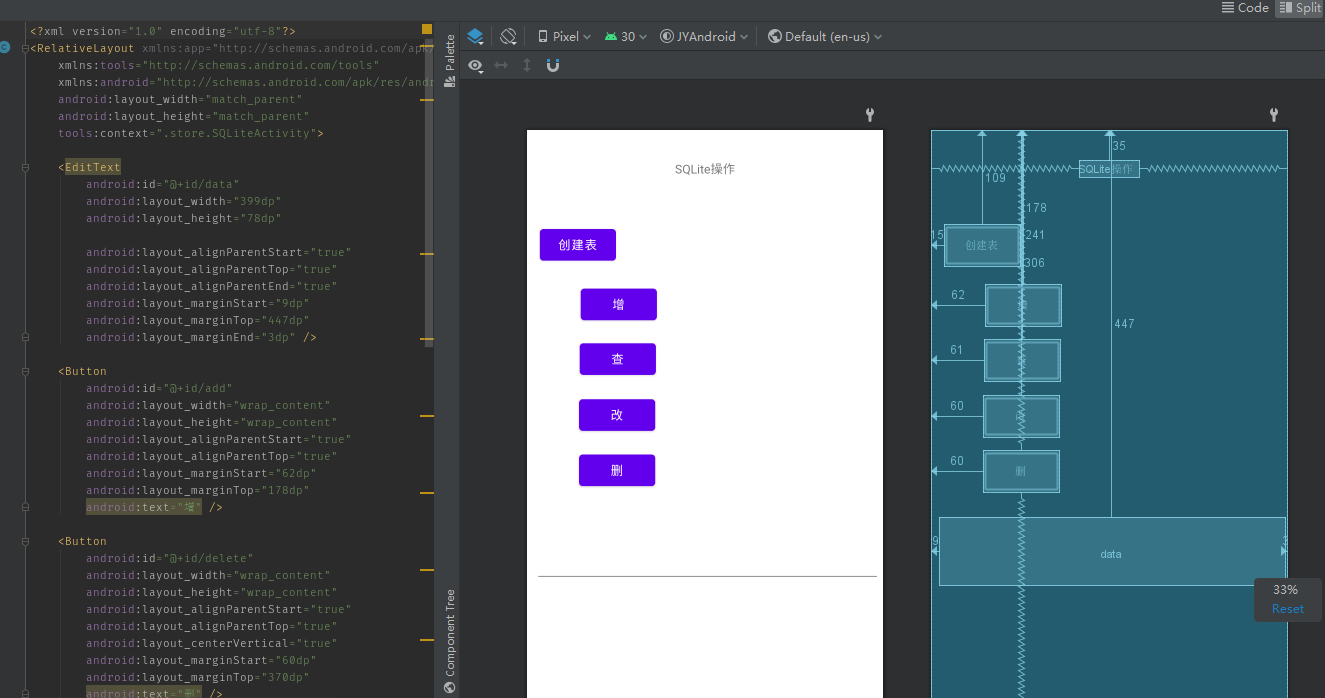 Code
Split
<?xml version="1.0" encoding="utf-8"?>
<RelativeLayout xmlns:app="http://schemas.android.com/apk/
xmlns:tools="http://schemas.android.com/tools"
xmlns:android="http://schemas.android.com/apk/res/andr
android:layout_width="match_parent"
android:layout_height="match_parent"
tools:context=".store.SQLiteActivity">
<EditText
android:id="@+id/data"
android:layout_width="399dp"
android:layout_height="78dp"
android:layout_alignParentStart="true"
android:layout_alignParentTop="true"
android:layout_alignParentEnd="true"
android:layout_marginStart="9dp"
android:layout_marginTop="447dp"
android:layout_marginEnd="3dp" />
<Button
android:id="@+id/add"
android:layout_width="wrap_content"
android:layout_height="wrap_content"
android:layout_alignParentStart="true"
android:layout_alignParentTop="true"
android:layout_marginStart="62dp"
android:layout_marginTop="178dp"
android:text="增" />
<Button
android:id="@+id/delete"
android:layout_width="wrap_content"
android:layout_height="wrap_content"
android:layout_alignParentStart="true"
android:layout_alignParentTop="true"
android:layout_centerVertical="true"
android:layout_marginStart="60dp"
android:layout_marginTop="370dp"
android:text="删" />
Palette
Component Tree
Pixel
30
JYAndroid
Default (en-us)
SQLite操作
创建表
增
查
改
删
35
SQLite操作
109
178
15
创建表
241
306
62
447
61
60
60
删
9
data
3
33%
Reset